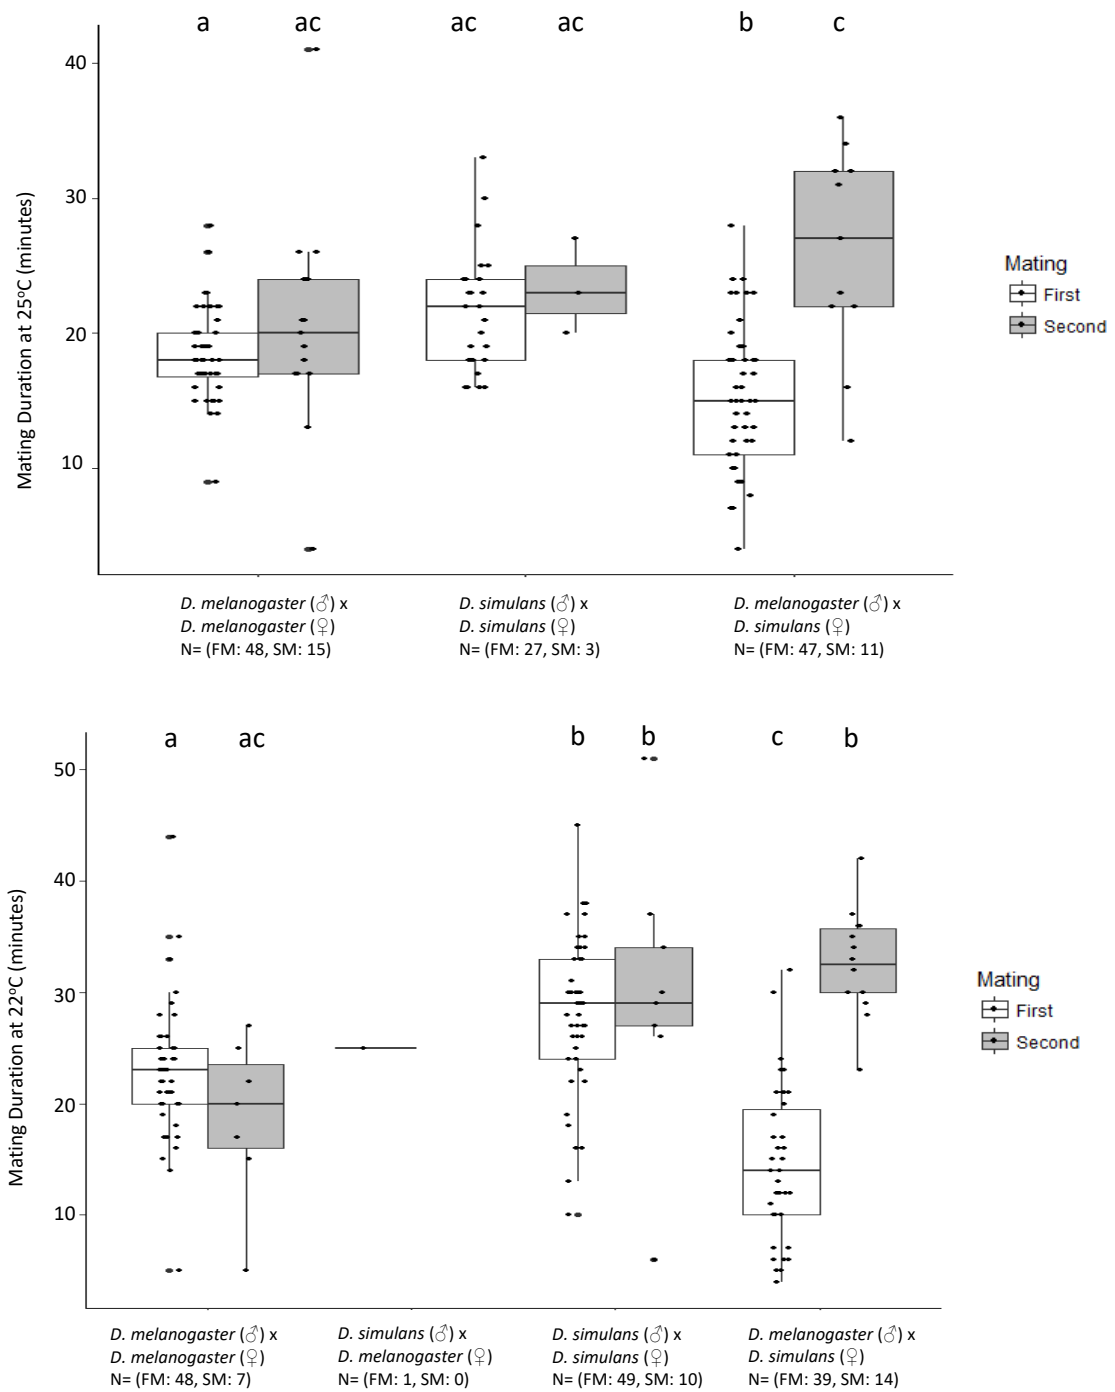 a ac ac ac b c
40
30
20
10
Mating Duration at 25°C (minutes)
Mating
First
Second
D. melanogaster (♂) x
D. melanogaster (♀)
N= (FM: 48, SM: 15)
D. simulans (♂) x
D. simulans (♀)
N= (FM: 27, SM: 3)
D. melanogaster (♂) x
D. simulans (♀)
N= (FM: 47, SM: 11)
a ac b b c b
50
40
30
20
10
Mating Duration at 22°C (minutes)
Mating
First
Second
D. melanogaster (♂) x
D. melanogaster (♀)
N= (FM: 48, SM: 7)
D. simulans (♂) x
D. melanogaster (♀)
N= (FM: 1, SM: 0)
D. simulans (♂) x
D. simulans (♀)
N= (FM: 49, SM: 10)
D. melanogaster (♂) x
D. simulans (♀)
N= (FM: 39, SM: 14)